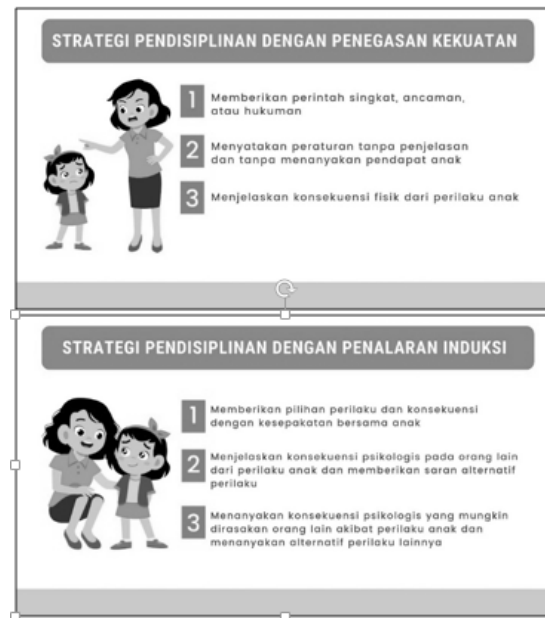 STRATEGI PENDISIPLINAN DENGAN PENEGASAN KEKUATAN
1 Memberikan perintah singkat, ancaman,
atau hukuman
2 Menyatakan peraturan tanpa penjelasan
dan tanpa menanyakan pendapat anak
3 Menjelaskan konsekuensi fisik dari perilaku anak
STRATEGI PENDISIPLINAN DENGAN PENALARAN INDUKSI
1 Memberikan pilihan perilaku dan konsekuensi
dengan kesepakatan bersama anak
2 Menjelaskan konsekuensi psikologis pada orang lain
dari perilaku anak dan memberikan saran alternatif
perilaku
3 Menanyakan konsekuensi psikologis yang mungkin
dirasakan orang lain akibat perilaku anak dan
menanyakan alternatif perilaku lainnya